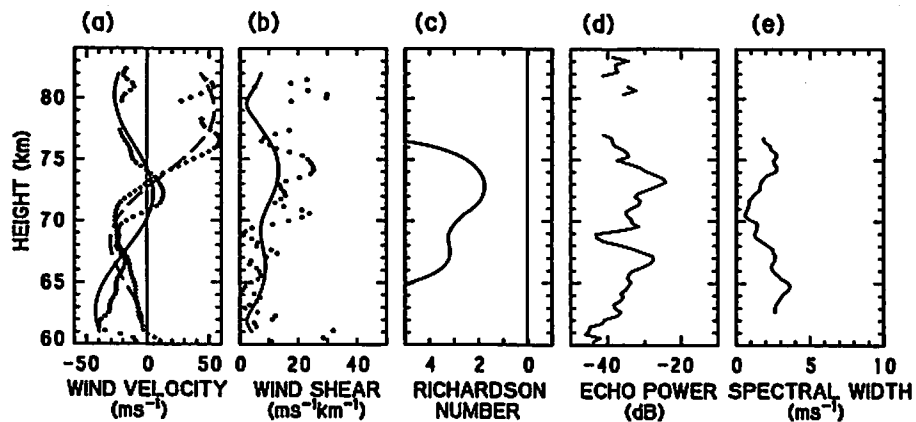 (a)
(b)
(c)
(d)
(e)
HEIGHT (km)
80
75
70
65
60
-50 0 50
0 20 40
4 2 0
-40 -20
0 5 10
WIND VELOCITY
(ms⁻¹)
WIND SHEAR
(ms⁻¹km⁻¹)
RICHARDSON
NUMBER
ECHO POWER
(dB)
SPECTRAL WIDTH
(ms⁻¹)